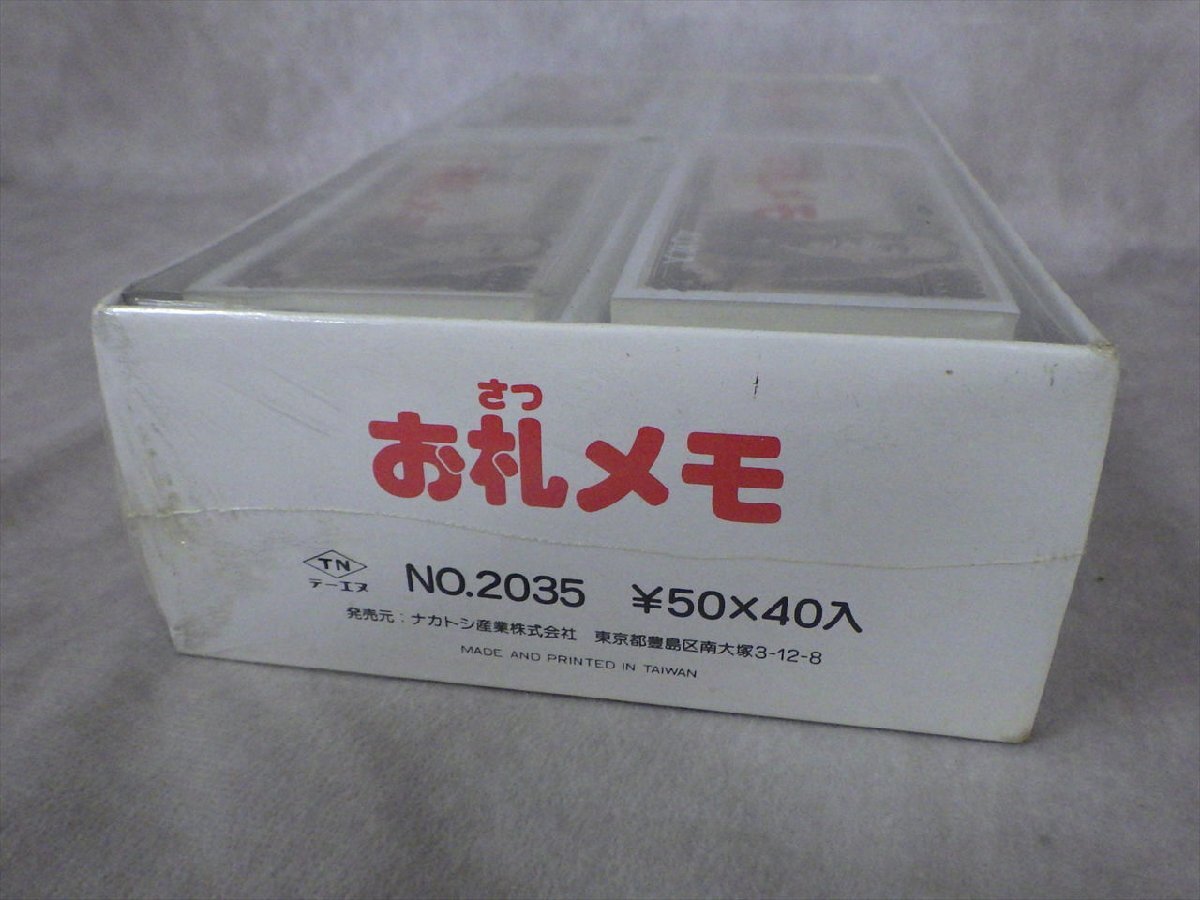 さつ
お札メモ
TN
テーエヌ
NO.2035 ¥50×40入
発売元：ナカトシ産業株式会社 東京都豊島区南大塚3-12-8
MADE AND PRINTED IN TAIWAN